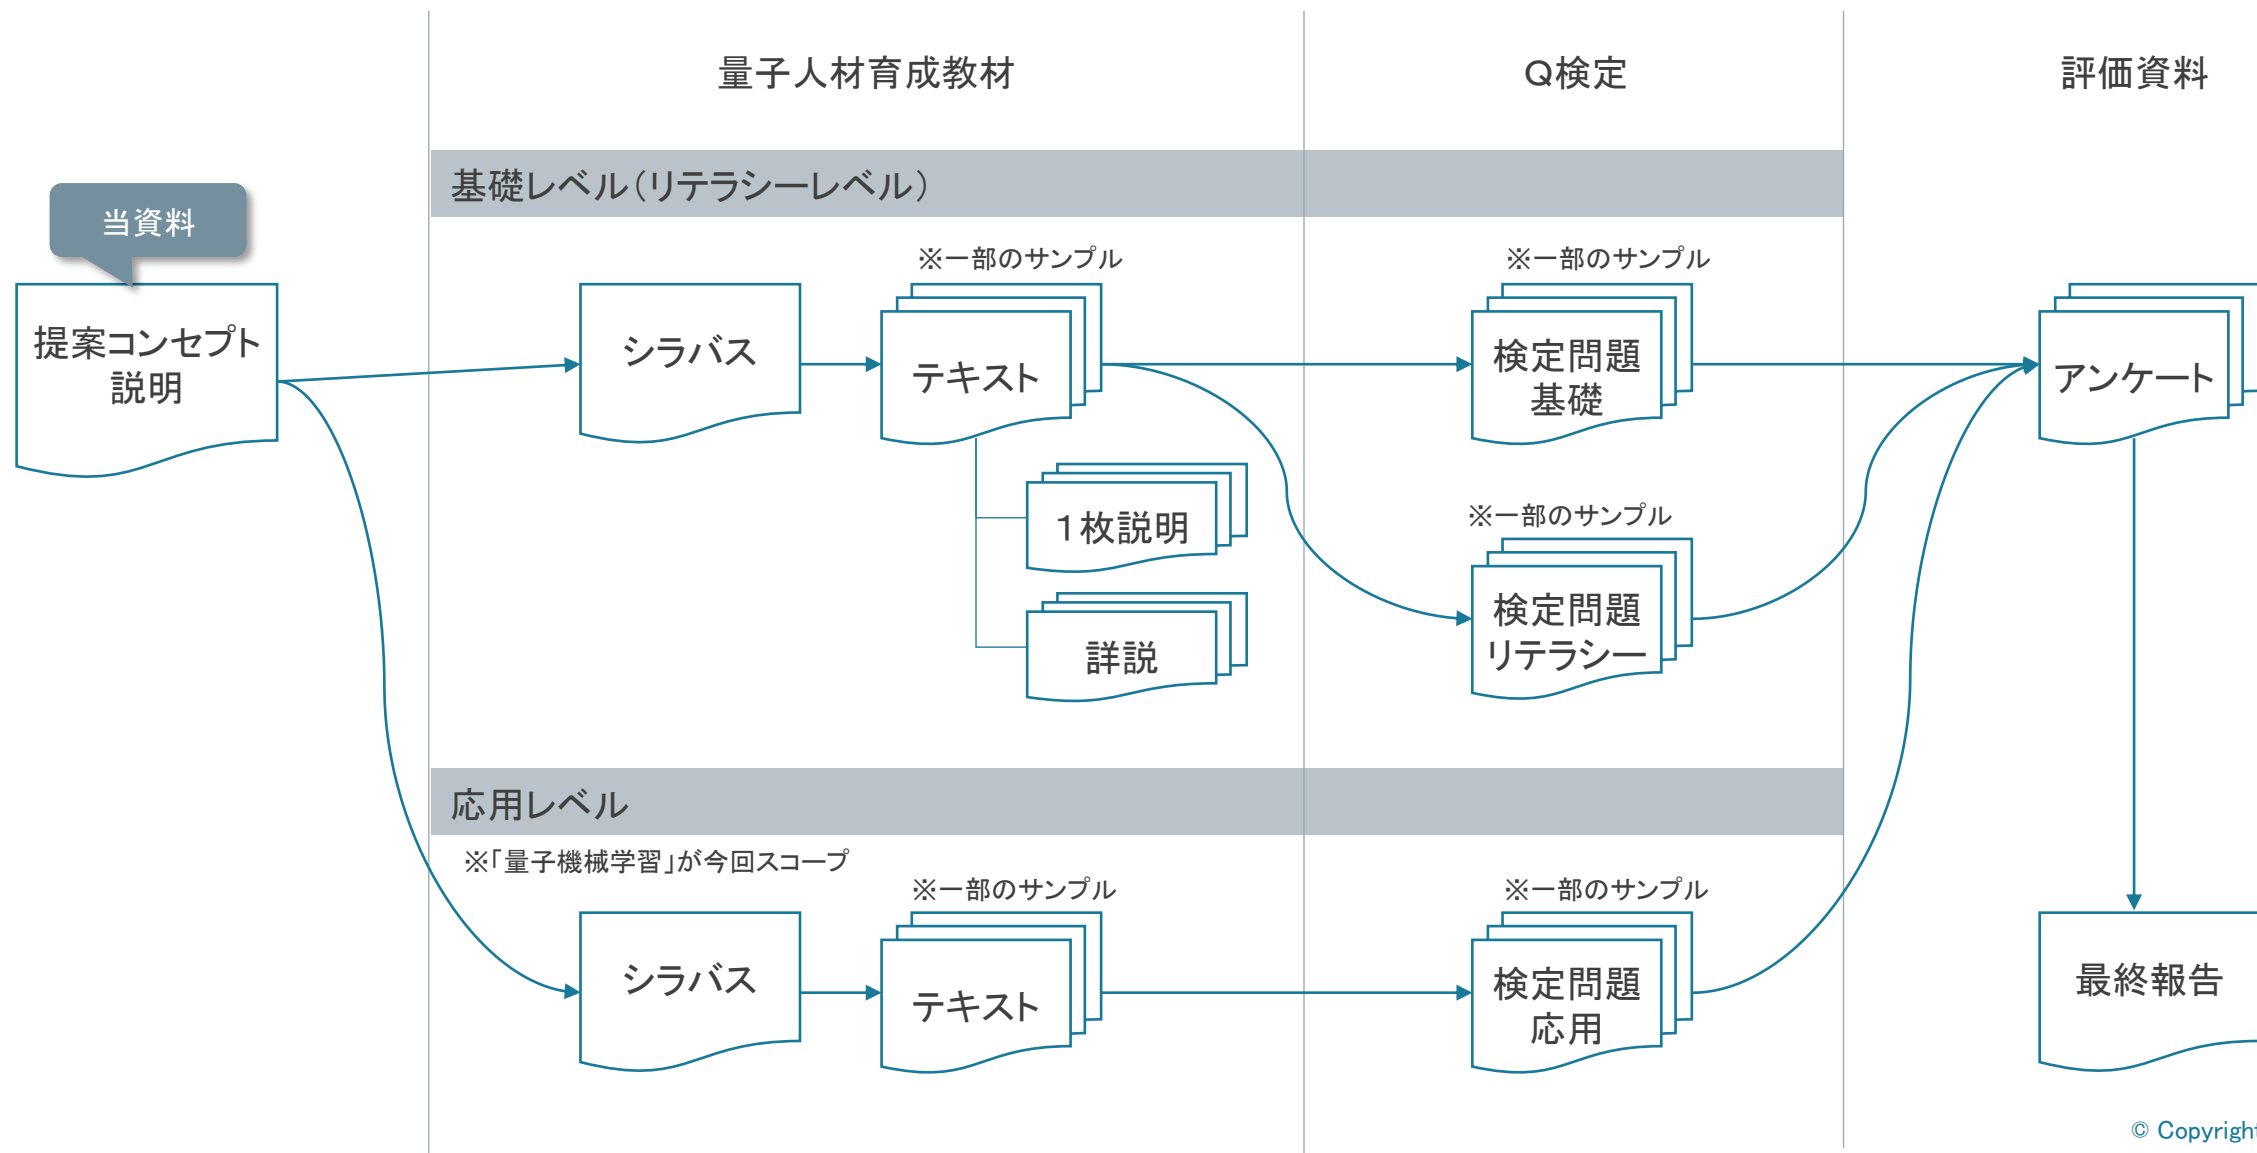 量子人材育成教材
Q検定
評価資料
基礎レベル(リテラシーレベル)
当資料
提案コンセプト
説明
シラバス
※一部のサンプル
テキスト
1枚説明
詳説
※一部のサンプル
検定問題
基礎
※一部のサンプル
検定問題
リテラシー
アンケート
応用レベル
※「量子機械学習」が今回スコープ
シラバス
※一部のサンプル
テキスト
※一部のサンプル
検定問題
応用
最終報告
© Copyright